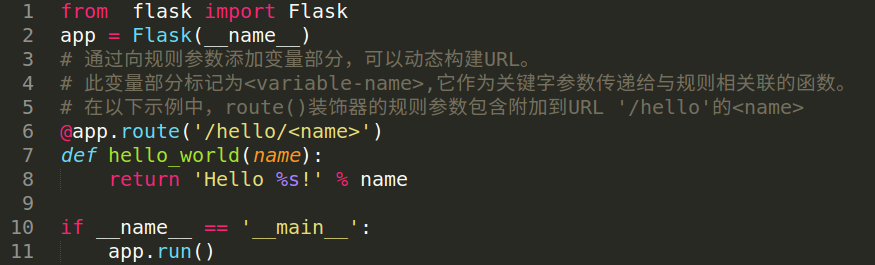 1 from  flask import Flask
2 app = Flask(__name__)
3 # 通过向规则参数添加变量部分，可以动态构建URL。
4 # 此变量部分标记为<variable-name>,它作为关键字参数传递给与规则相关联的函数。
5 # 在以下示例中，route()装饰器的规则参数包含附加到URL '/hello'的<name>
6 @app.route('/hello/<name>')
7 def hello_world(name):
8     return 'Hello %s!' % name
9
10 if __name__ == '__main__':
11     app.run()